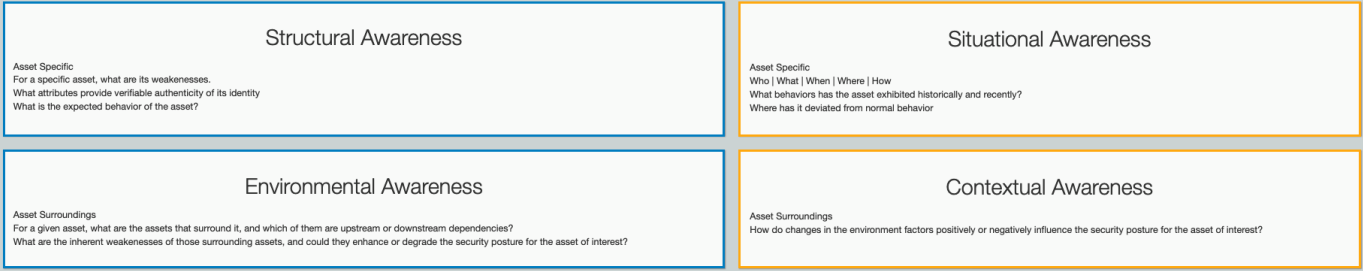 Structural Awareness
Asset Specific
For a specific asset, what are its weaknesses.
What attributes provide verifiable authenticity of its identity
What is the expected behavior of the asset?
Situational Awareness
Asset Specific
Who | What | When | Where | How
What behaviors has the asset exhibited historically and recently?
Where has it deviated from normal behavior
Environmental Awareness
Asset Surroundings
For a given asset, what are the assets that surround it, and which of them are upstream or downstream dependencies?
What are the inherent weaknesses of those surrounding assets, and could they enhance or degrade the security posture for the asset of interest?
Contextual Awareness
Asset Surroundings
How do changes in the environment factors positively or negatively influence the security posture for the asset of interest?